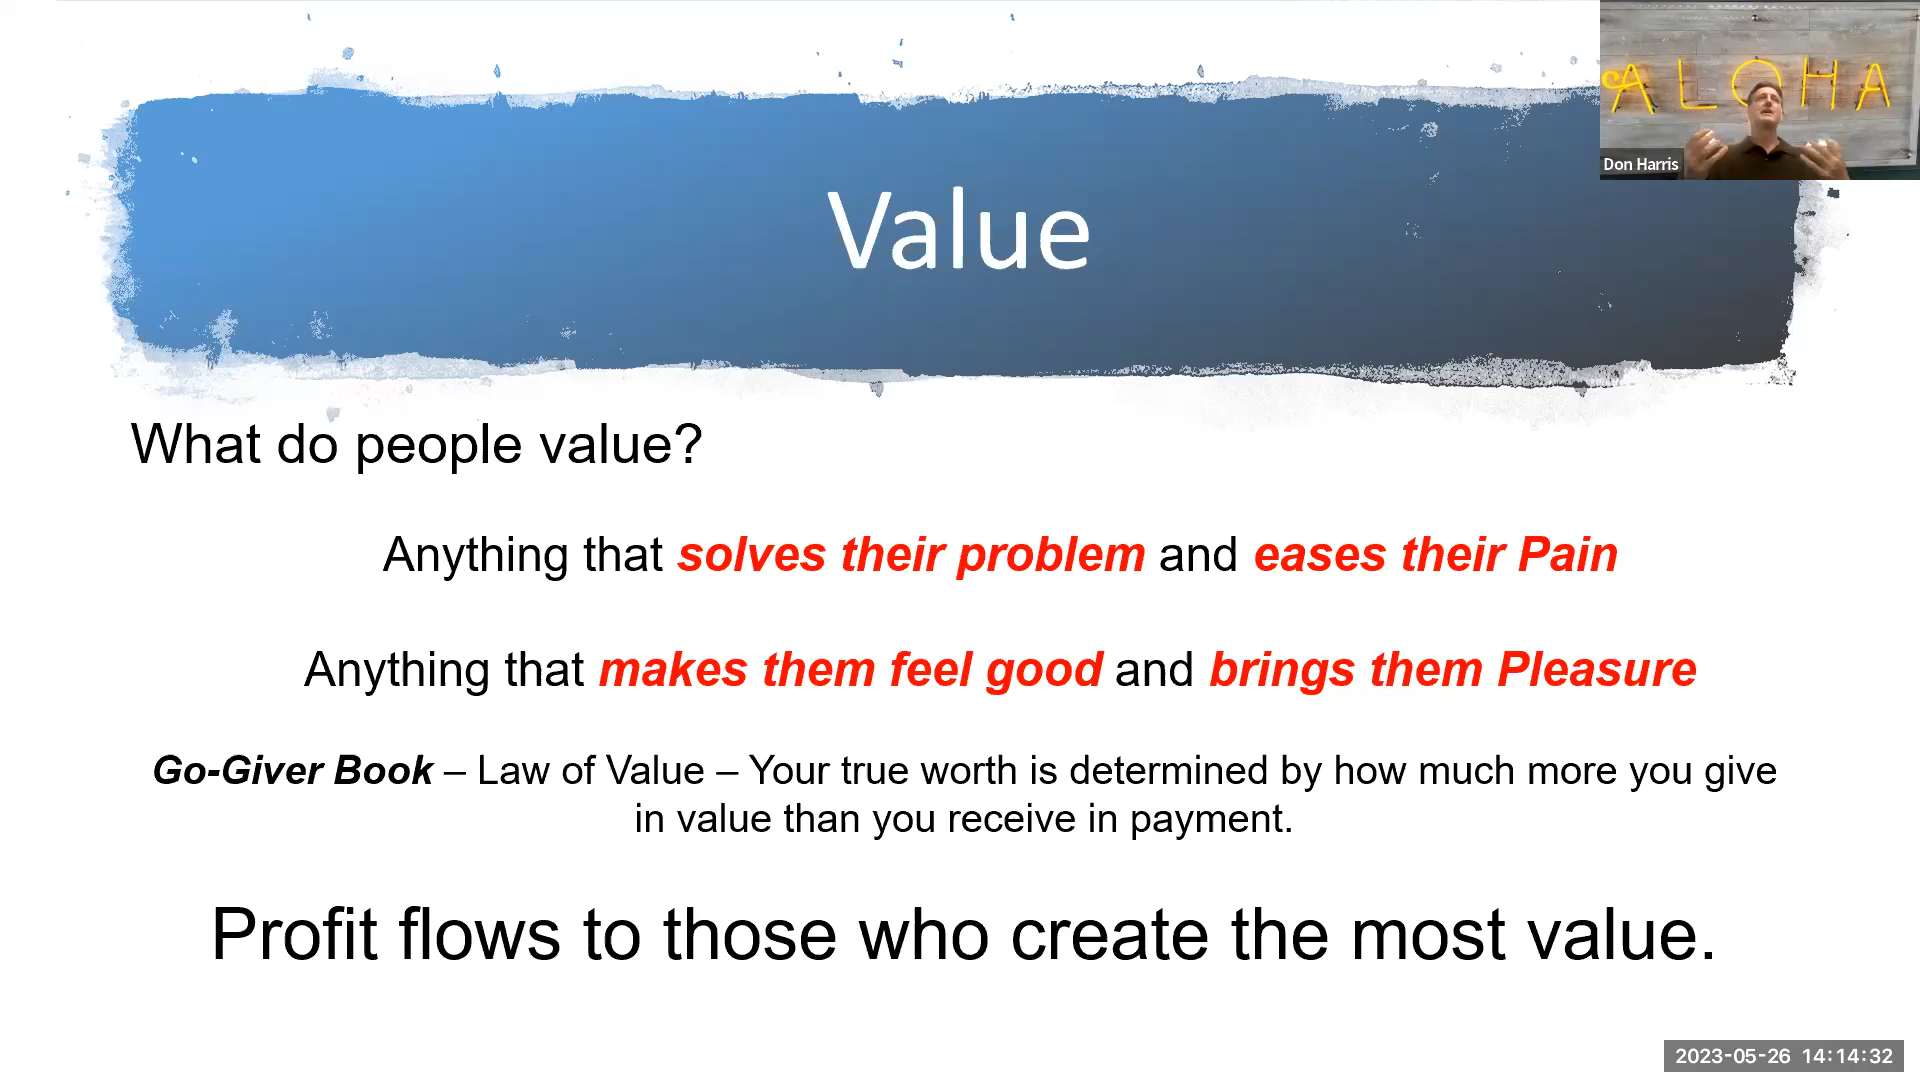 ALOHA
Don Harris
Value
What do people value?
Anything that solves their problem and eases their Pain
Anything that makes them feel good and brings them Pleasure
Go-Giver Book – Law of Value – Your true worth is determined by how much more you give
in value than you receive in payment.
Profit flows to those who create the most value.
2023-05-26 14:14:32